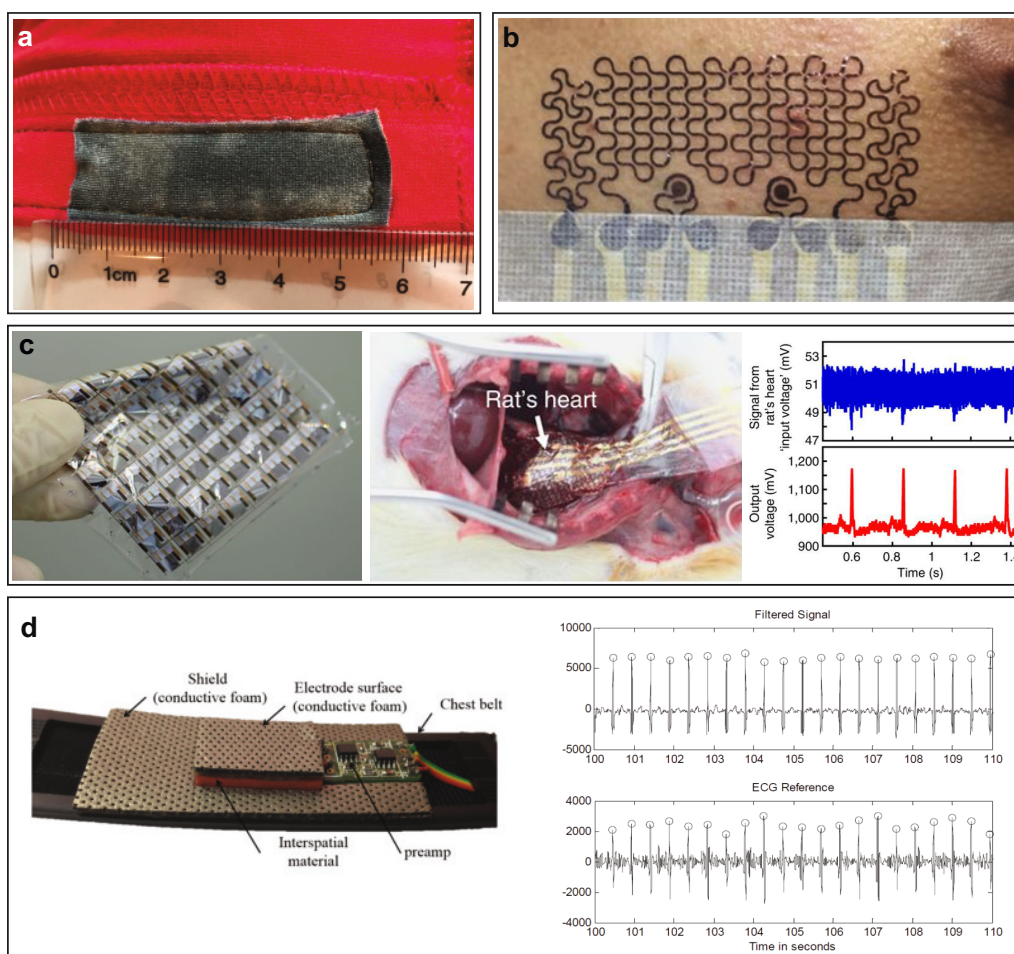 a
0 1cm 2 3 4 5 6 7
b
c
Rat's heart
Signal from
rat's heart
'input voltage' (mV)
53
51
49
47
Output
voltage (mV)
1,200
1,100
1,000
900
0.6 0.8 1 1.2 1.4
Time (s)
d
Shield
(conductive foam)
Electrode surface
(conductive foam)
Chest belt
Interspatial
material
preamp
Filtered Signal
10000
5000
0
-5000
100 101 102 103 104 105 106 107 108 109 110
ECG Reference
4000
2000
0
-2000
-4000
100 101 102 103 104 105 106 107 108 109 110
Time in seconds